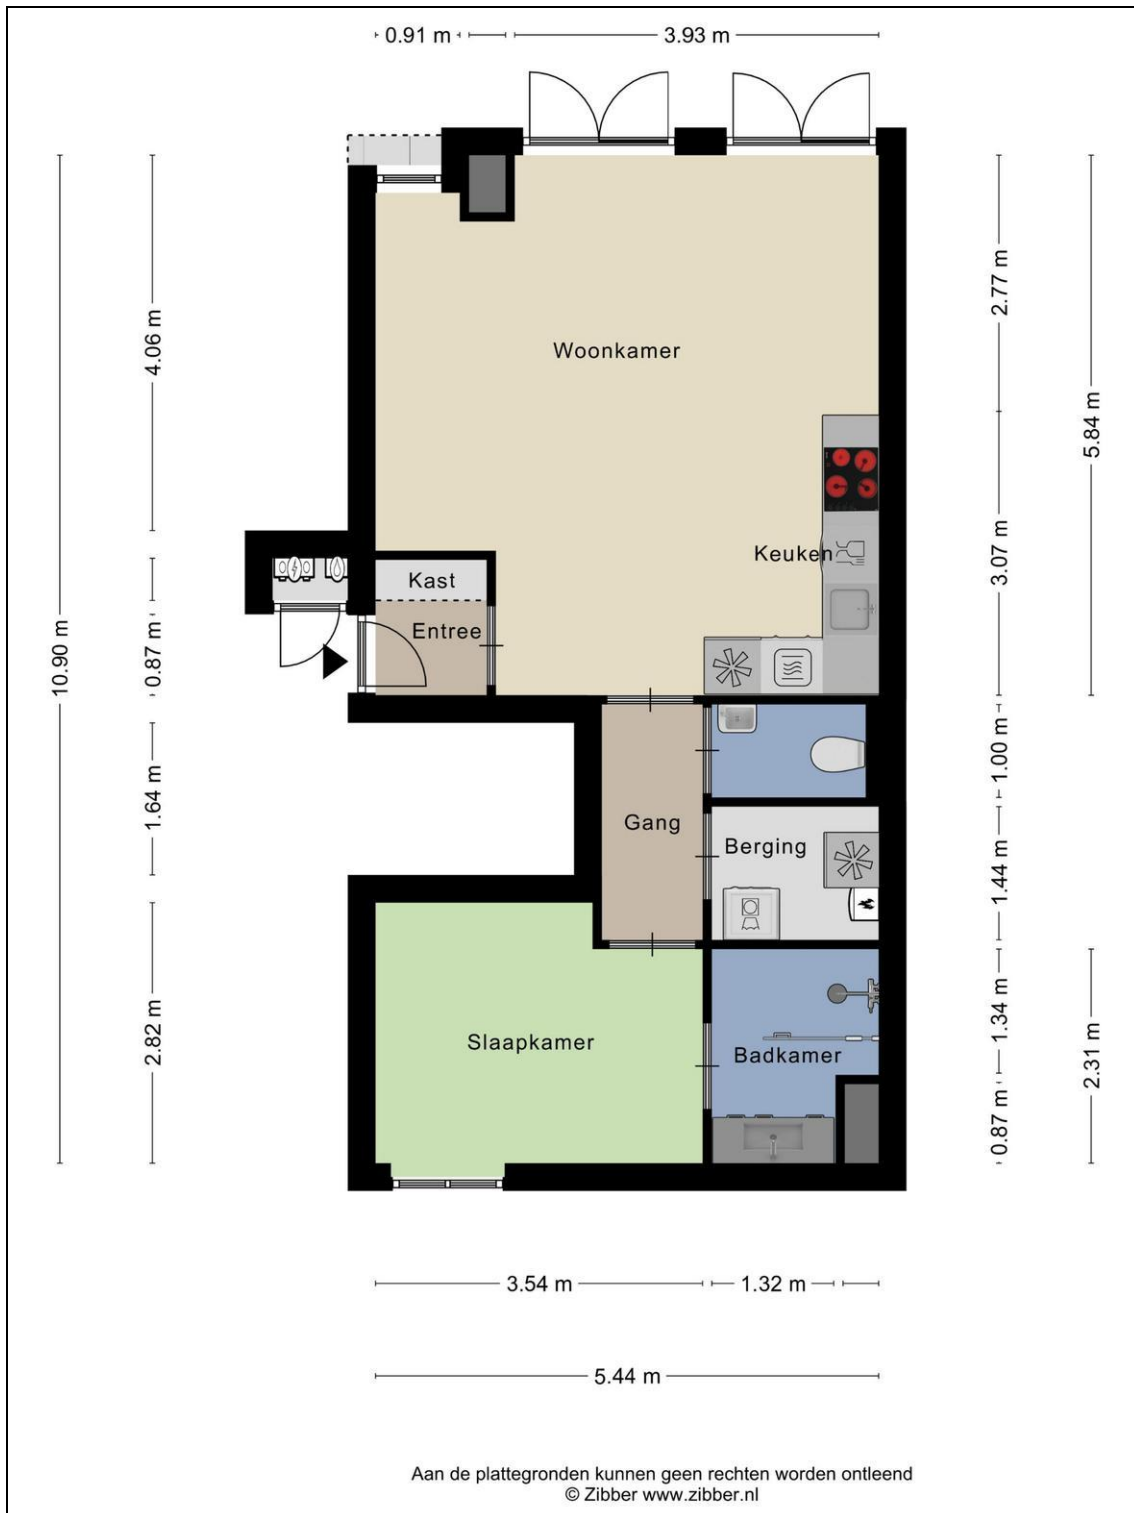 0.91 m
3.93 m
Woonkamer
4.06 m
2.77 m
5.84 m
Keuken
3.07 m
Kast
Entree
10.90 m
0.87 m
1.64 m
1.00 m
Gang
Berging
1.44 m
2.82 m
Slaapkamer
Badkamer
1.34 m
2.31 m
0.87 m
3.54 m
1.32 m
5.44 m
Aan de plattegronden kunnen geen rechten worden ontleend
© Zibber www.zibber.nl